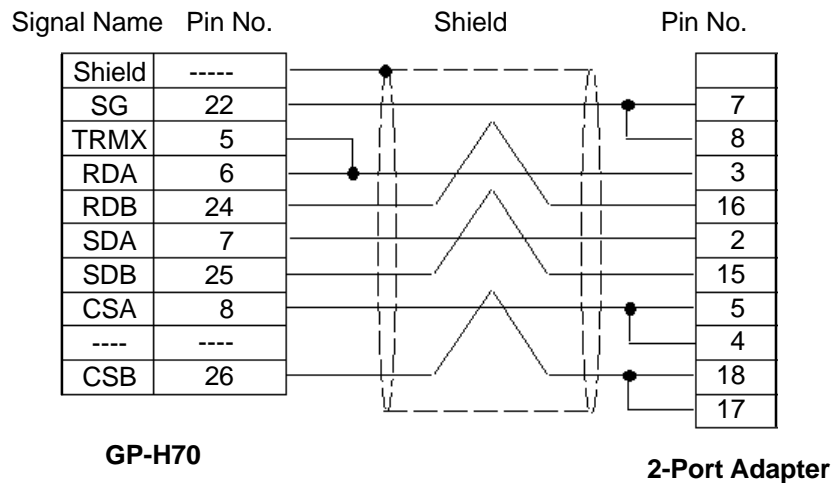 Signal Name Pin No. Shield Pin No.
Shield -----
SG 22 7
TRMX 5 8
RDA 6 3
RDB 24 16
SDA 7 2
SDB 25 15
CSA 8 5
---- ---- 4
CSB 26 18
17
GP-H70
2-Port Adapter